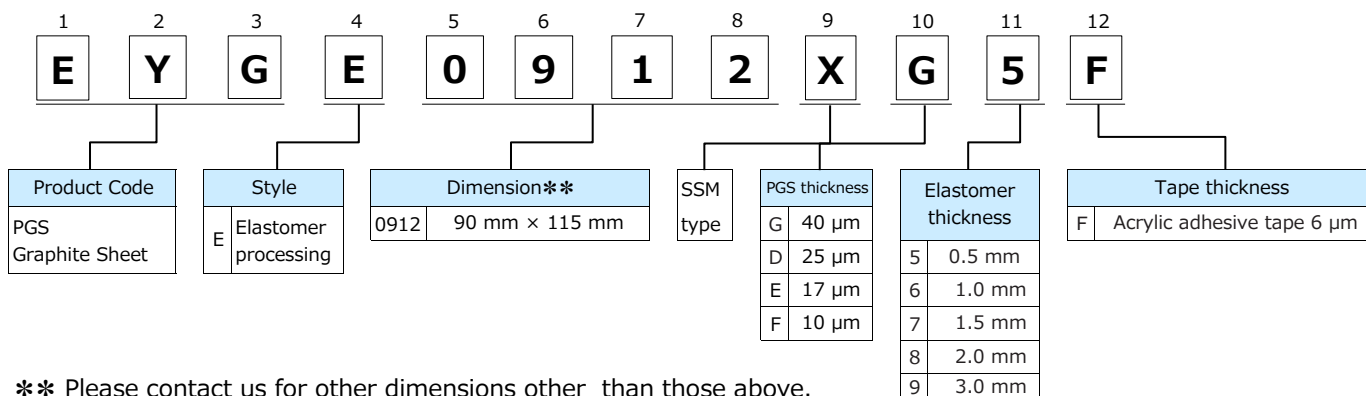 1 2 3 4 5 6 7 8 9 10 11 12
E Y G E 0 9 1 2 X G 5 F
Product Code
PGS
Graphite Sheet
Style
E Elastomer
processing
Dimension**
0912 90 mm × 115 mm
SSM
type
PGS thickness
G 40 μm
D 25 μm
E 17 μm
F 10 μm
Elastomer
thickness
5 0.5 mm
6 1.0 mm
7 1.5 mm
8 2.0 mm
9 3.0 mm
Tape thickness
F Acrylic adhesive tape 6 μm
** Please contact us for other dimensions other than those above.